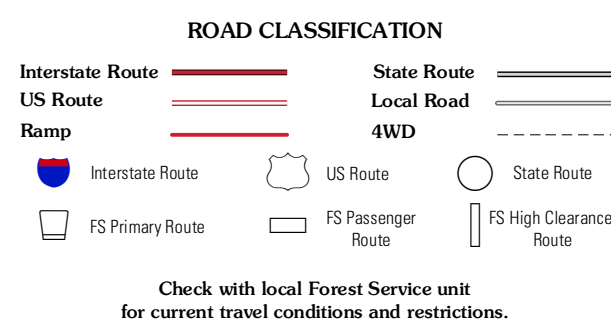 ROAD CLASSIFICATION
Interstate Route
State Route
US Route
Local Road
Ramp
4WD
Interstate Route
US Route
State Route
FS Primary Route
FS Passenger
Route
FS High Clearance
Route
Check with local Forest Service unit
for current travel conditions and restrictions.